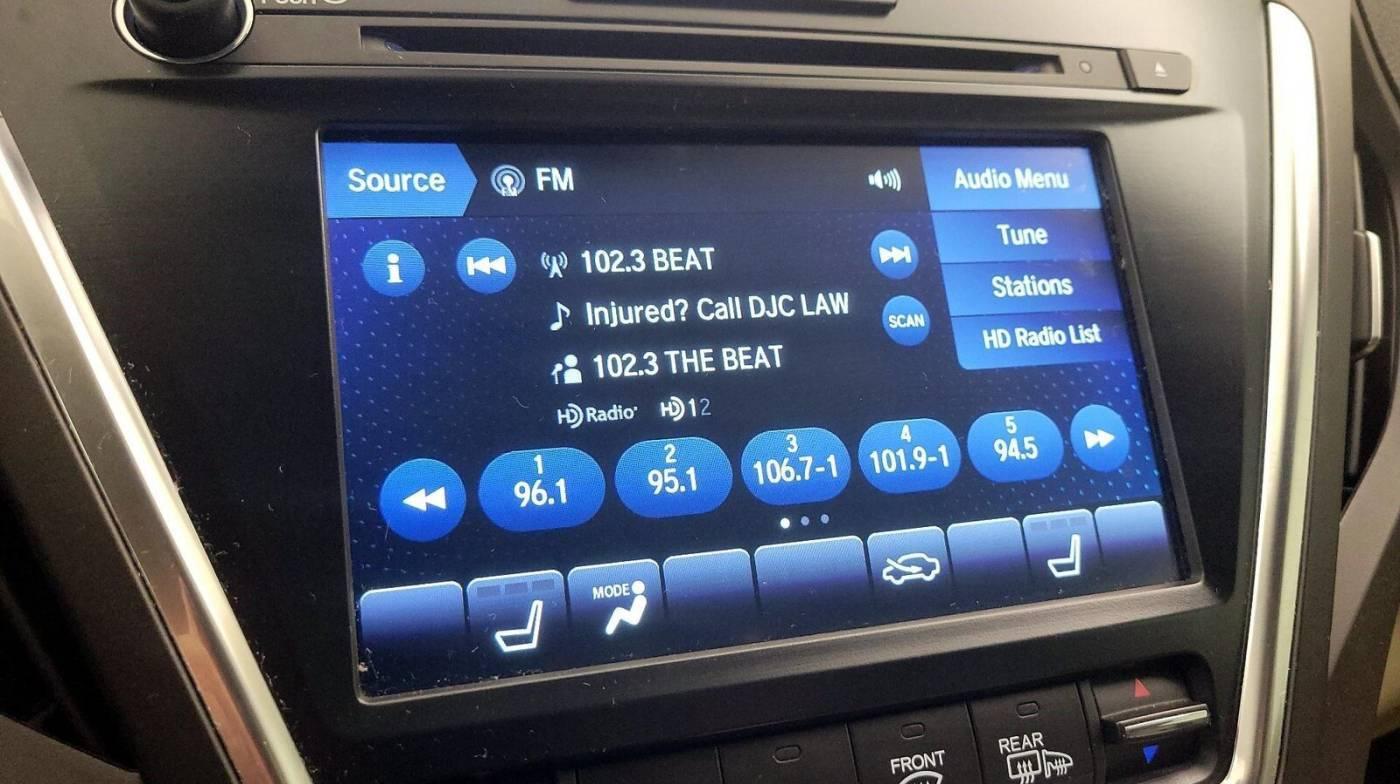 Source
FM
Audio Menu
Tune
102.3 BEAT
Stations
Injured? Call DJC LAW
SCAN
HD Radio List
102.3 THE BEAT
HD Radio
HD 12
1
96.1
2
95.1
3
106.7-1
4
101.9-1
5
94.5
MODE
FRONT
REAR